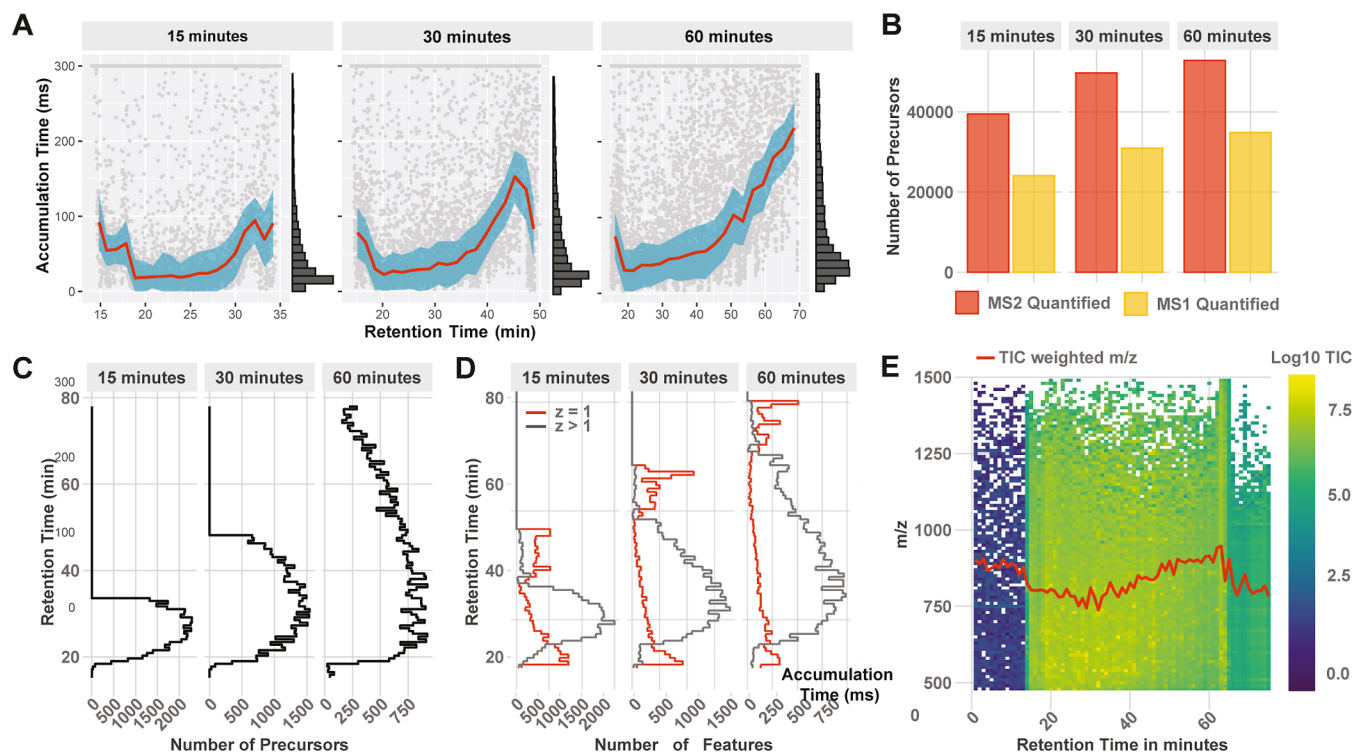 A
15 minutes
30 minutes
60 minutes
Accumulation Time (ms)
300
200
100
0
15 20 25 30 35
20 30 40 50
20 30 40 50 60 70
Retention Time (min)
B
15 minutes
30 minutes
60 minutes
Number of Precursors
40000
20000
0
MS2 Quantified
MS1 Quantified
C
15 minutes
30 minutes
60 minutes
Retention Time (min)
300
80
200
60
100
40
0
20
0 500 1000 1500 2000
0 500 1000 1500
0 250 500 750
Number of Precursors
D
15 minutes
30 minutes
60 minutes
z = 1
z > 1
Retention Time (min)
80
60
40
20
0 500 1000 1500 2000
0 500 1000 1500
0 250 500 750
Accumulation
Time (ms)
Number of Features
E
TIC weighted m/z
Log10 TIC
m/z
1500
1250
1000
750
500
0
0 20 40 60
Retention Time in minutes
7.5
5.0
2.5
0.0